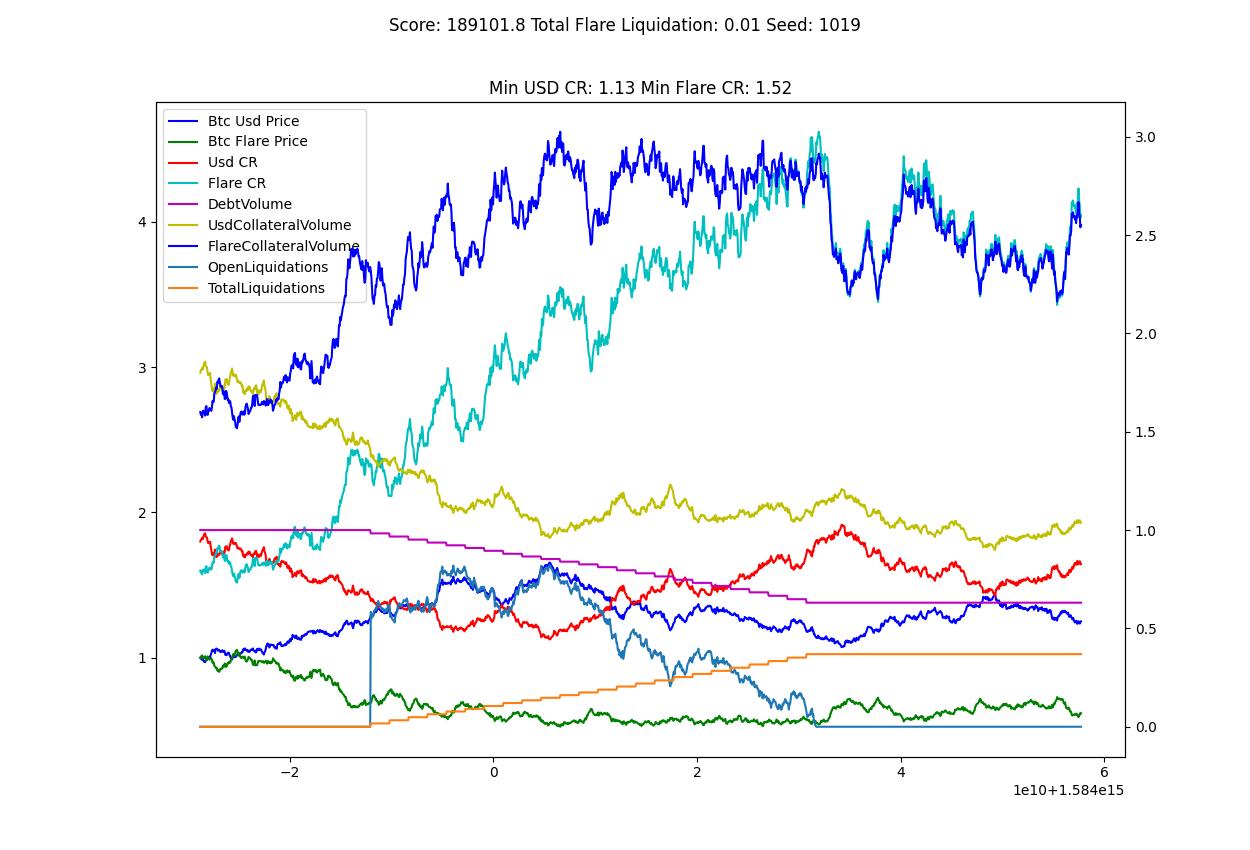 Score: 189101.8 Total Flare Liquidation: 0.01 Seed: 1019
Min USD CR: 1.13 Min Flare CR: 1.52
Btc Usd Price
Btc Flare Price
Usd CR
Flare CR
DebtVolume
UsdCollateralVolume
FlareCollateralVolume
OpenLiquidations
TotalLiquidations
4
3
2
1
3.0
2.5
2.0
1.5
1.0
0.5
0.0
−2
0
2
4
6
1e10+1.584e15